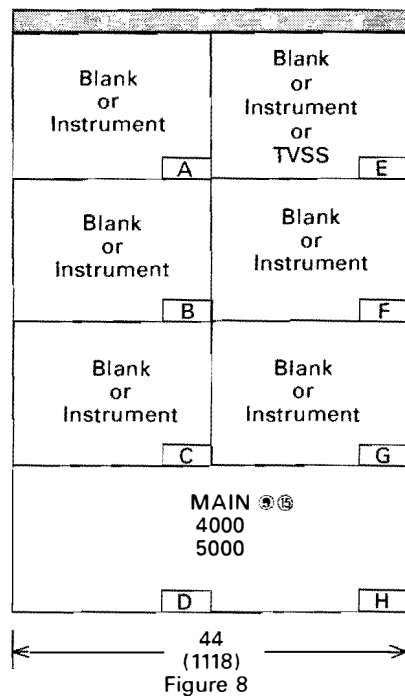 Blank
or
Instrument
A
Blank
or
Instrument
or
TVSS
E
Blank
or
Instrument
B
Blank
or
Instrument
F
Blank
or
Instrument
C
Blank
or
Instrument
G
MAIN ⑮
4000
5000
D
H
44
(1118)
Figure 8